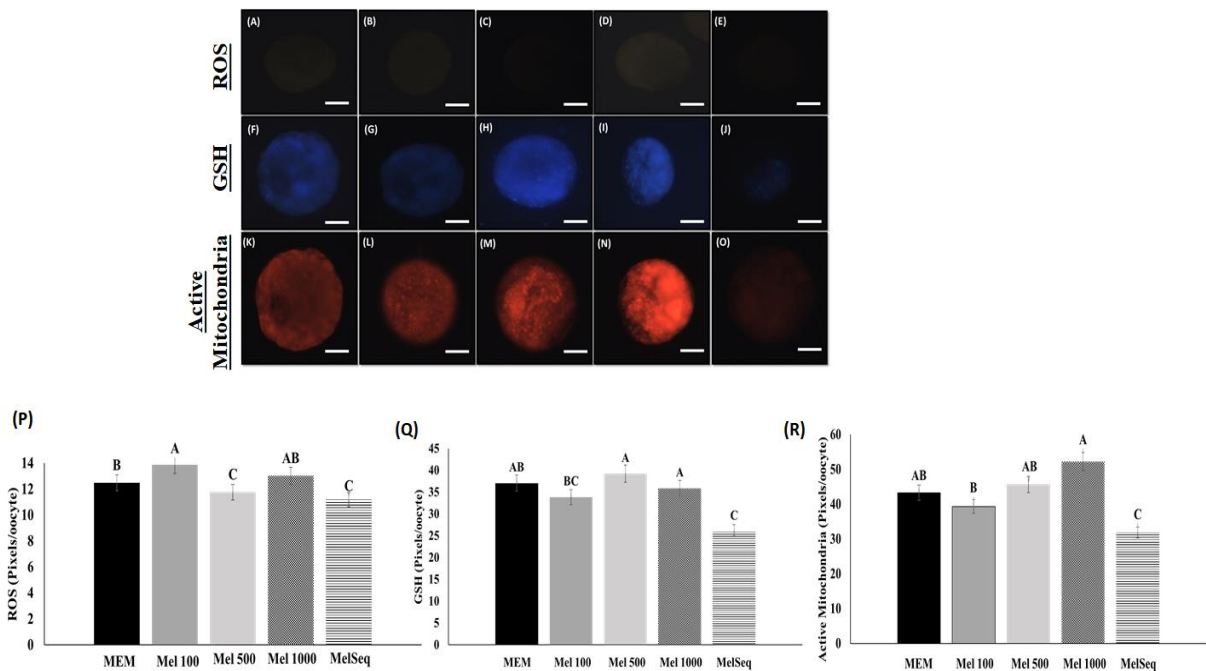 ROS
(A)
(B)
(C)
(D)
(E)
GSH
(F)
(G)
(H)
(I)
(J)
Active
Mitochondria
(K)
(L)
(M)
(N)
(O)
(P)
ROS (Pixels/oocyte)
14
12
10
8
6
4
2
0
B
A
C
AB
C
MEM
Mel 100
Mel 500
Mel 1000
MelSeq
(Q)
GSH (Pixels/oocyte)
45
40
35
30
25
20
15
10
5
0
AB
BC
A
A
C
MEM
Mel 100
Mel 500
Mel 1000
MelSeq
(R)
Active Mitochondria (Pixels/oocyte)
60
50
40
30
20
10
0
AB
B
AB
A
C
MEM
Mel 100
Mel 500
Mel 1000
MelSeq